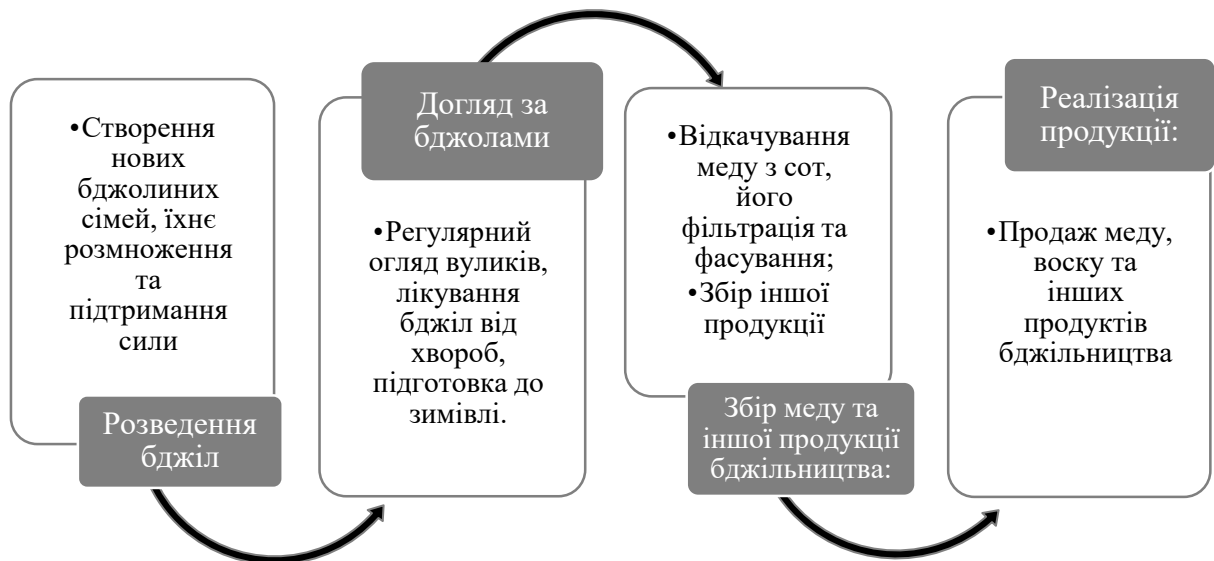 •Створення
нових
бджолиних
сімей, їхнє
розмноження
та
підтримання
сили
Розведення
бджіл
Догляд за
бджолами
•Регулярний
огляд вуликів,
лікування
бджіл від
хвороб,
підготовка до
зимівлі.
•Відкачування
меду з сот,
його
фільтрація та
фасування;
•Збір іншої
продукції
Збір меду та
іншої продукції
бджільництва:
Реалізація
продукції:
•Продаж меду,
воску та
інших
продуктів
бджільництва